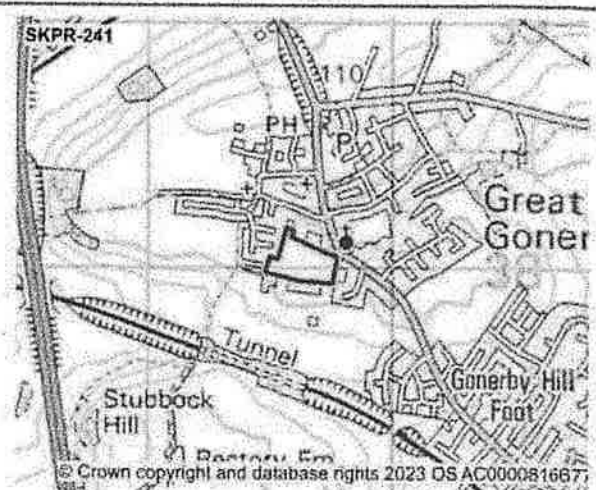 SKPR-241
110
PH
P
Great
Goner
Tunnel
Gonerby Hill
Foot
Stubbock
Hill
© Crown copyright and database rights 2023 OS AC000081667